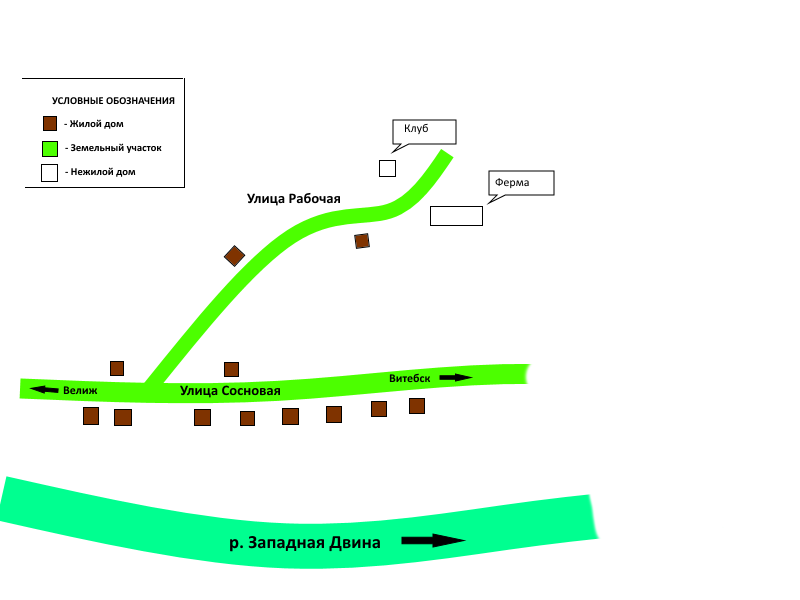 УСЛОВНЫЕ ОБОЗНАЧЕНИЯ
- Жилой дом
- Земельный участок
- Нежилой дом
Клуб
Ферма
Улица Рабочая
Витебск
Велиж
Улица Сосновая
р. Западная Двина